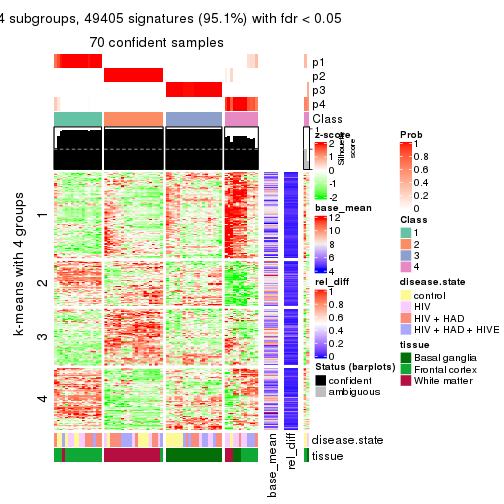 4 subgroups, 49405 signatures (95.1%) with fdr < 0.05
70 confident samples
p1
p2
p3
p4
Class
1
Silhouette
score
k-means with 4 groups
1
2
3
4
base_mean
rel_diff
disease.state
tissue
z-score
2
1
0
-1
-2
base_mean
12
10
8
6
4
rel_diff
1
0.8
0.6
0.4
0.2
0
Status (barplots)
confident
ambiguous
Prob
1
0.8
0.6
0.4
0.2
0
Class
1
2
3
4
disease.state
control
HIV
HIV + HAD
HIV + HAD + HIVE
tissue
Basal ganglia
Frontal cortex
White matter